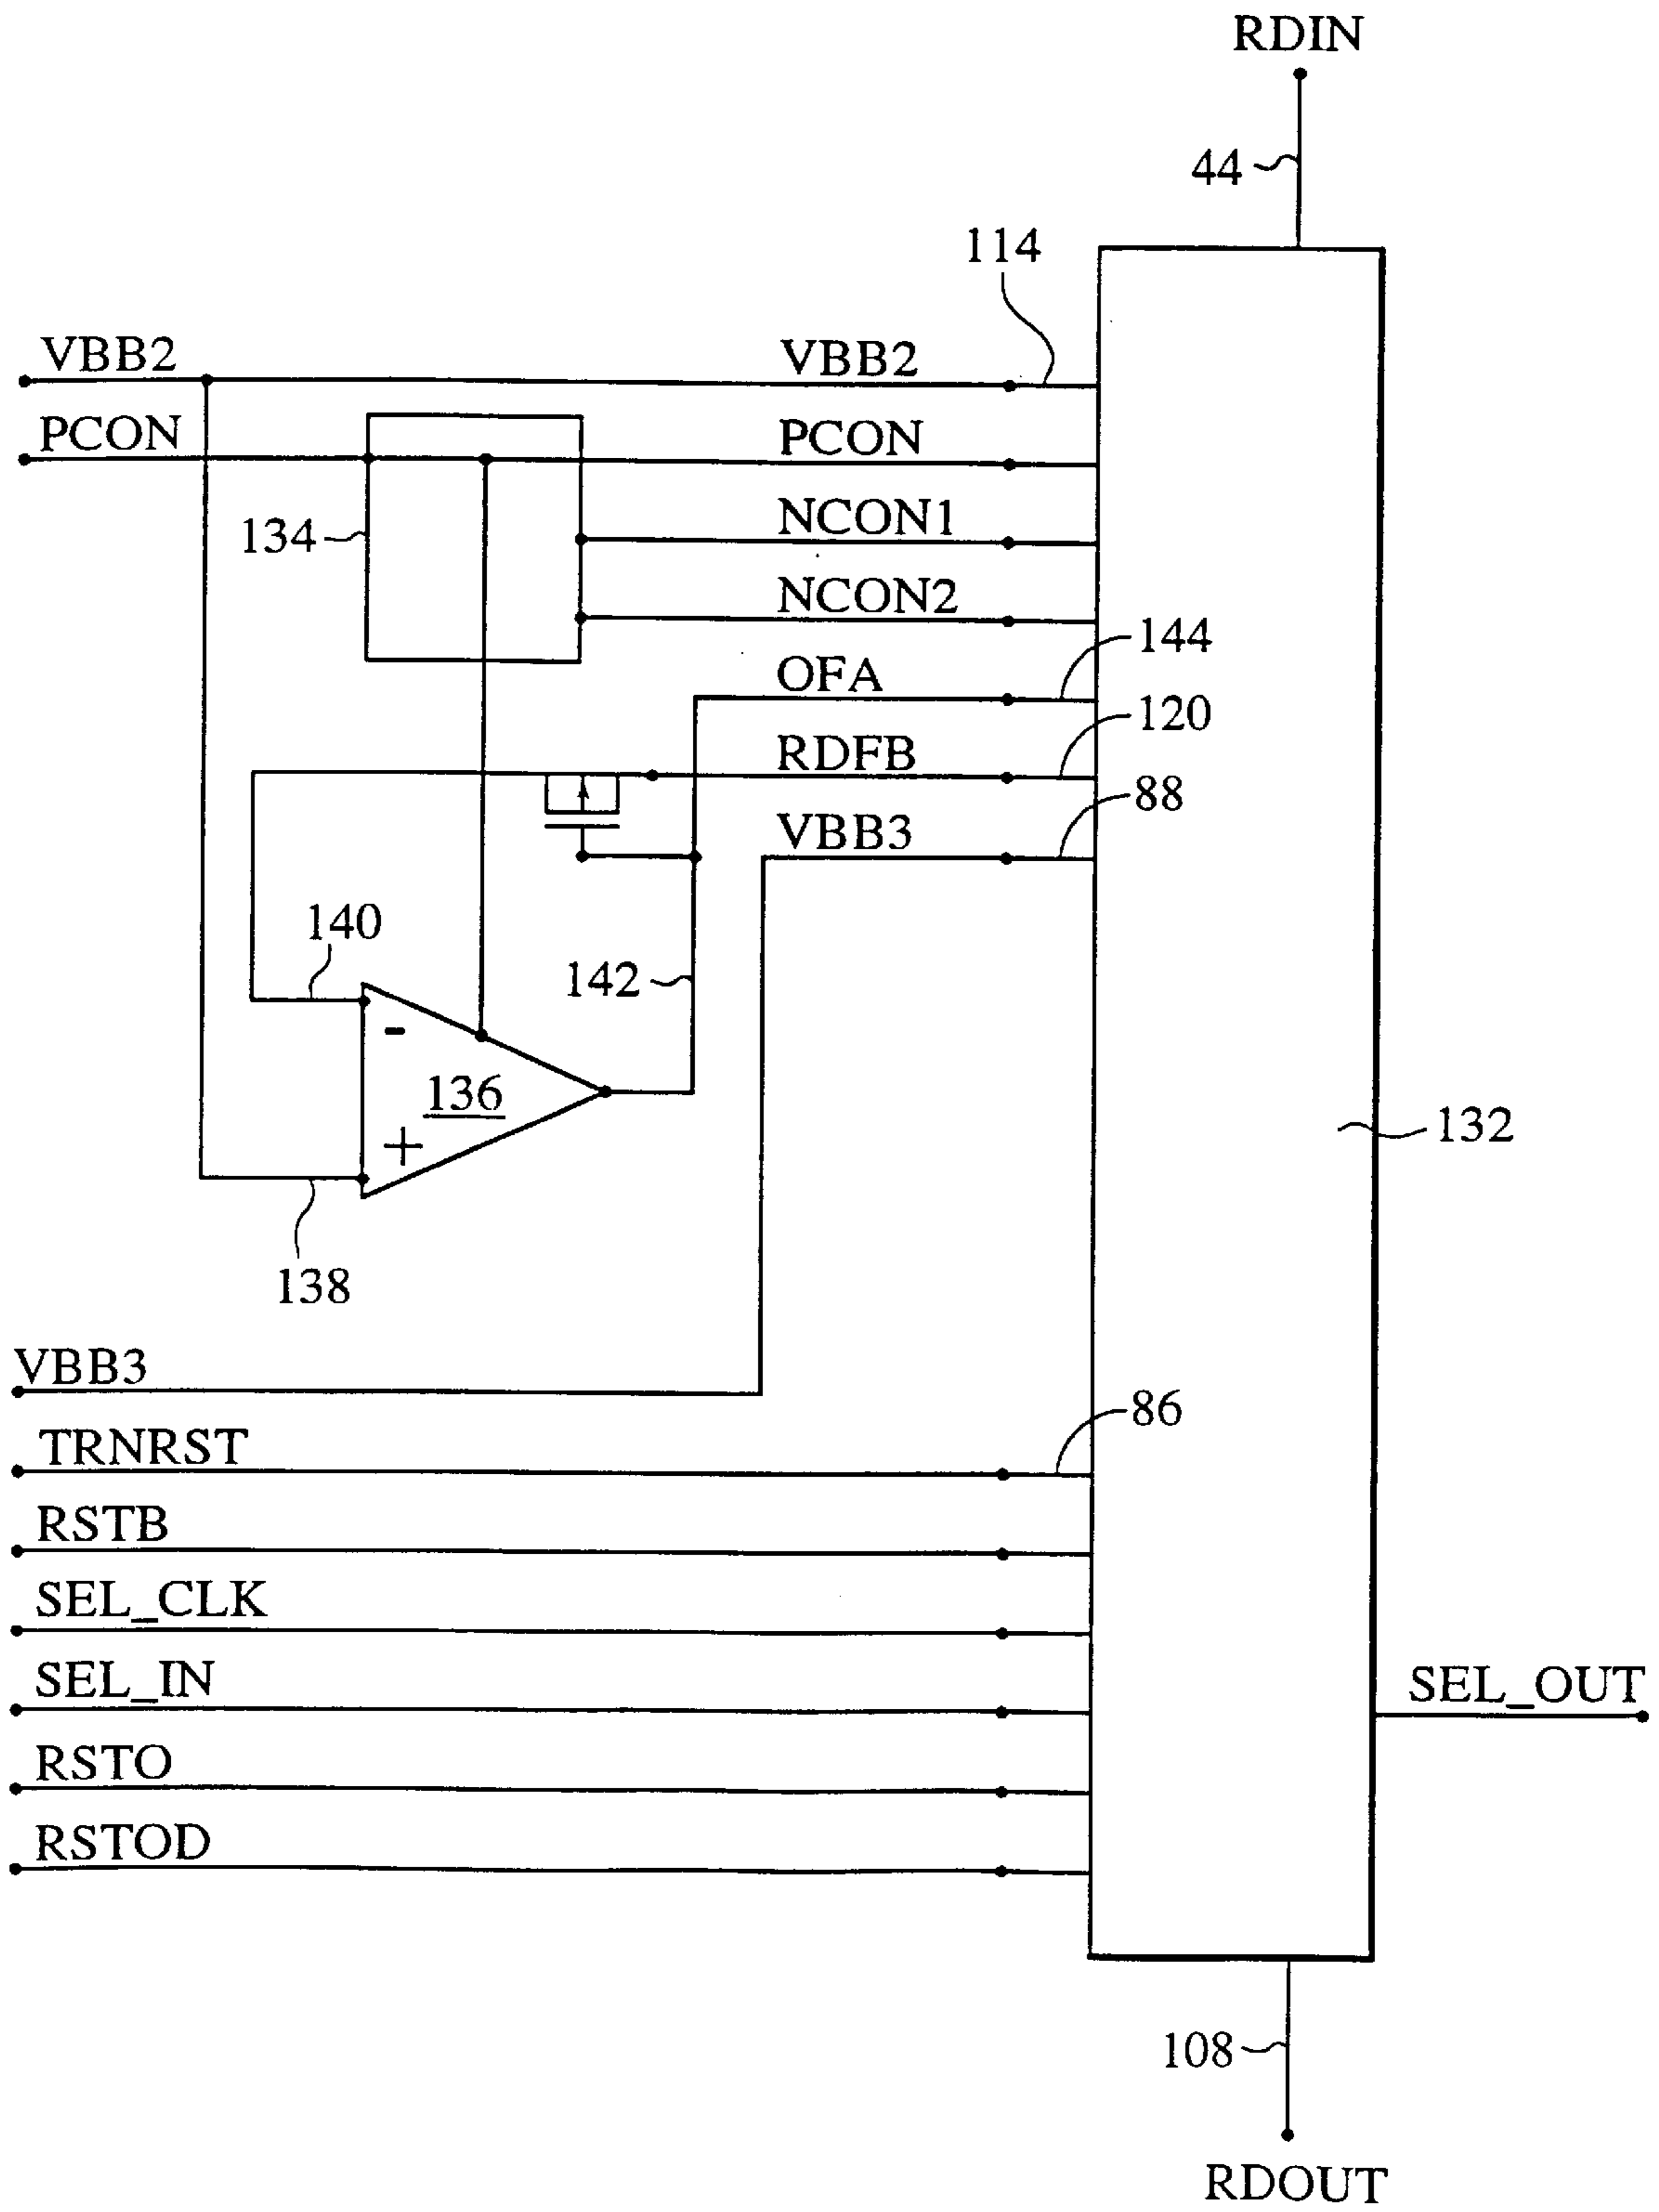 RDIN
44
114
VBB2 VBB2
PCON PCON
134 NCON1
NCON2
144
OFA
120
RDFB
88
VBB3
140
142
-
136
+
132
138
VBB3
86
TRNRST
RSTB
SEL_CLK
SEL_IN SEL_OUT
RSTO
RSTOD
108
RDOUT